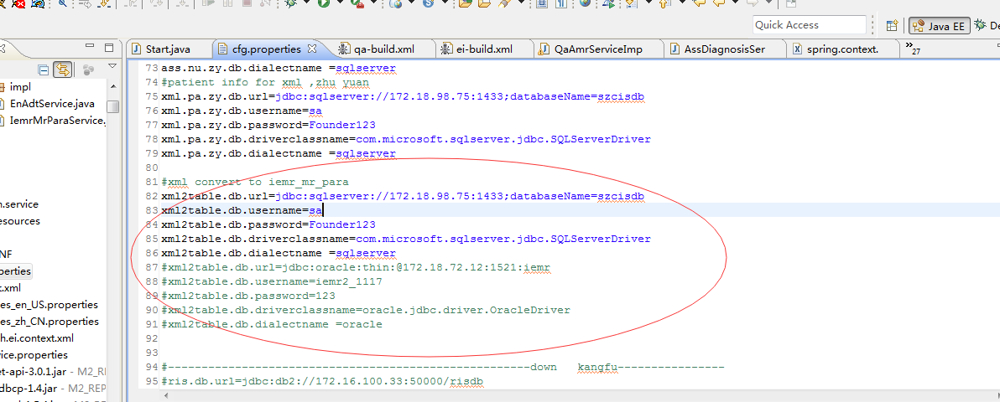 Quick Access
Java EE
De
Start.java
cfg.properties
qa-build.xml
ei-build.xml
QaAmrServiceImp
AssDiagnosisSer
spring.context.
»27
impl
EnAdtService.java
IemrMrParaService.
n.service
esources
NF
perties
t.xml
es_en_US.properties
es_zh_CN.properties
h.ei.context.xml
vice.properties
et-api-3.0.1.jar - M2_REP
dbcp-1.4.jar - M2_REP
73 ass.nu.zy.db.dialectname =sqlserver
74 #patient info for xml ,zhu yuan
75 xml.pa.zy.db.url=jdbc:sqlserver://172.18.98.75:1433;databaseName=szcisdb
76 xml.pa.zy.db.username=sa
77 xml.pa.zy.db.password=Founder123
78 xml.pa.zy.db.driverclassname=com.microsoft.sqlserver.jdbc.SQLServerDriver
79 xml.pa.zy.db.dialectname =sqlserver
80
81 #xml convert to iemr_mr_para
82 xml2table.db.url=jdbc:sqlserver://172.18.98.75:1433;databaseName=szcisdb
83 xml2table.db.username=sa
84 xml2table.db.password=Founder123
85 xml2table.db.driverclassname=com.microsoft.sqlserver.jdbc.SQLServerDriver
86 xml2table.db.dialectname =sqlserver
87 #xml2table.db.url=jdbc:oracle:thin:@172.18.72.12:1521:iemr
88 #xml2table.db.username=iemr2_1117
89 #xml2table.db.password=123
90 #xml2table.db.driverclassname=oracle.jdbc.driver.OracleDriver
91 #xml2table.db.dialectname =oracle
92
93
94 #------------------------------------------------------down   kangfu----------------
95 #ris.db.url=jdbc:db2://172.16.100.33:50000/risdb